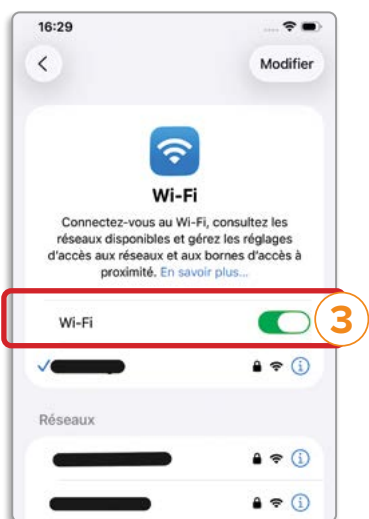 16:29
Modifier
Wi-Fi
Connectez-vous au Wi-Fi, consultez les
réseaux disponibles et gérez les réglages
d'accès aux réseaux et aux bornes d'accès à
proximité. En savoir plus...
Wi-Fi
3
Réseaux